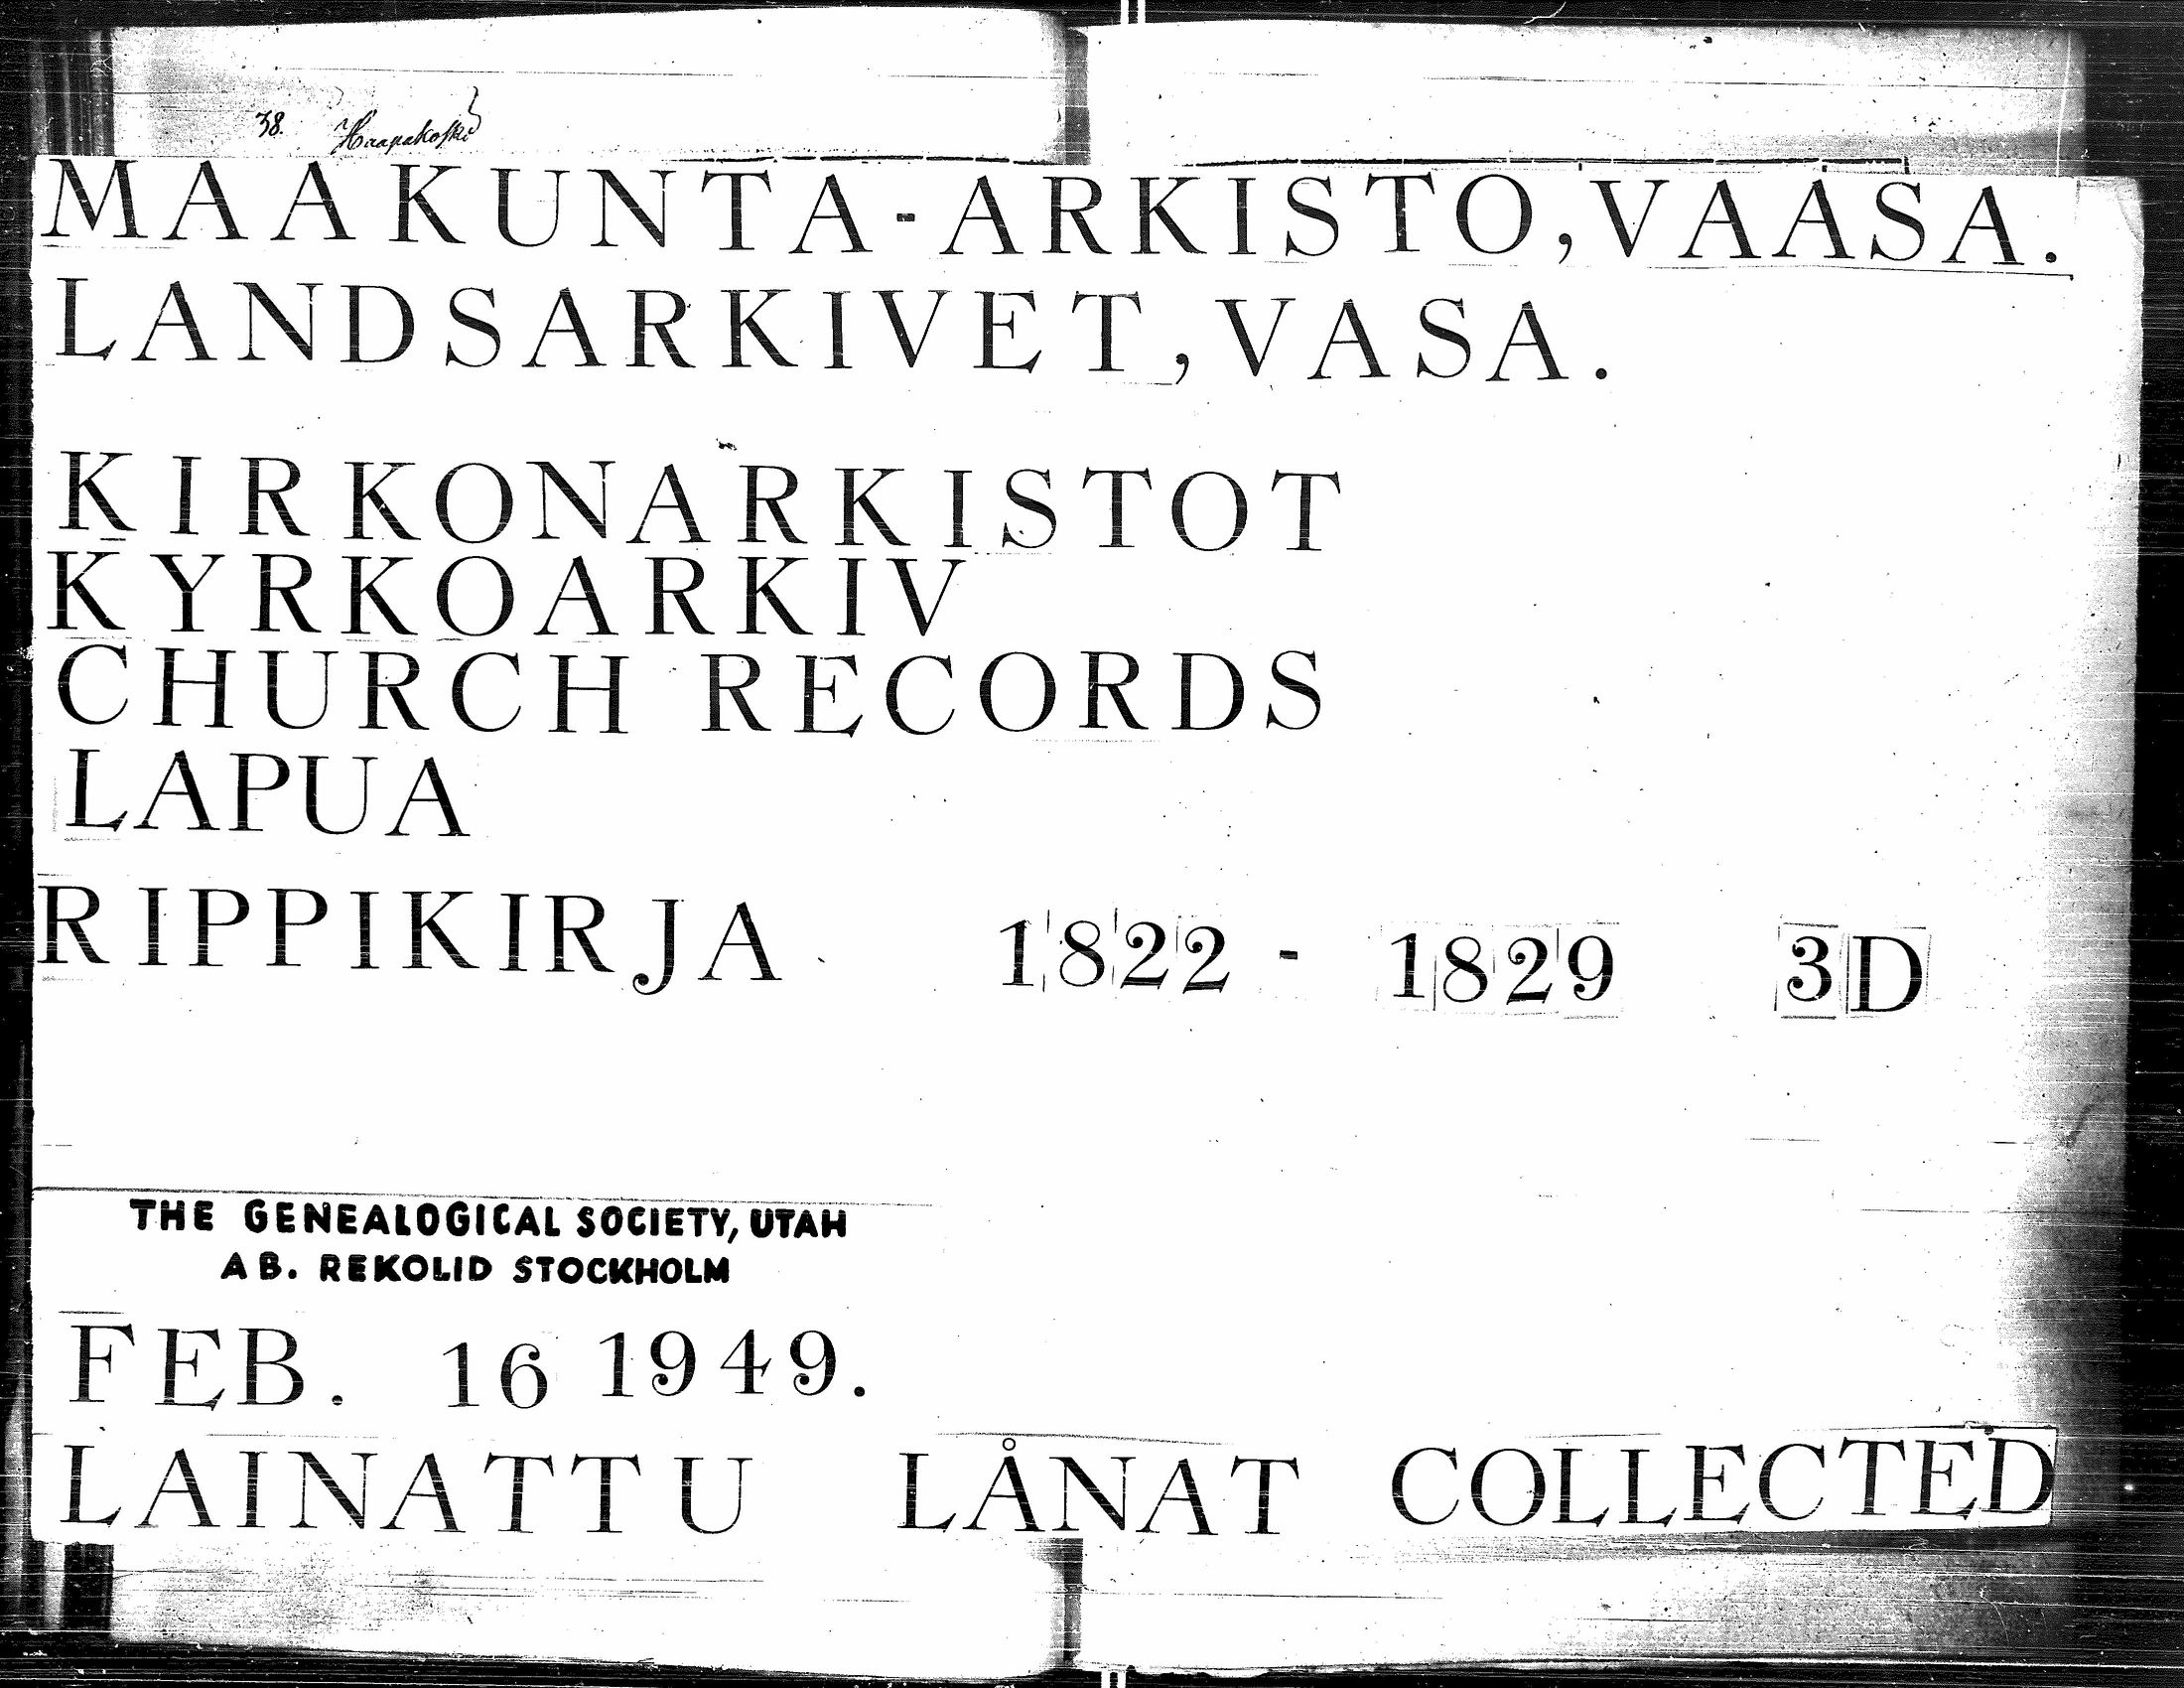 38. Haapakoski
MAAKUNTA-ARKISTO, VAASA.
LANDSARKIVET, VASA.
KIRKONARKISTOT
KYRKOARKIV
CHURCH RECORDS
LAPUA
RIPPIKIRJA 1822 - 1829 3D
THE GENEALOGICAL SOCIETY, UTAH
AB. REKOLID STOCKHOLM
FEB. 16 1949.
LAINATTU LÅNAT COLLECTED